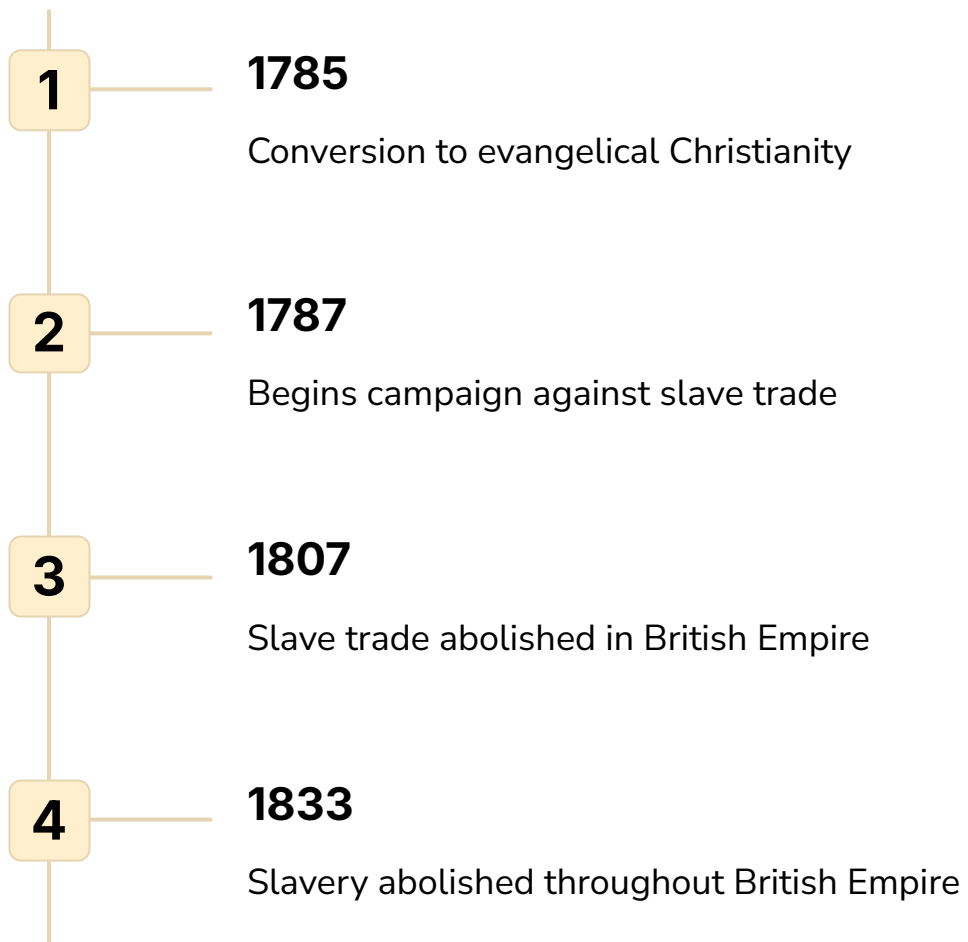 1
1785
Conversion to evangelical Christianity
2
1787
Begins campaign against slave trade
3
1807
Slave trade abolished in British Empire
4
1833
Slavery abolished throughout British Empire